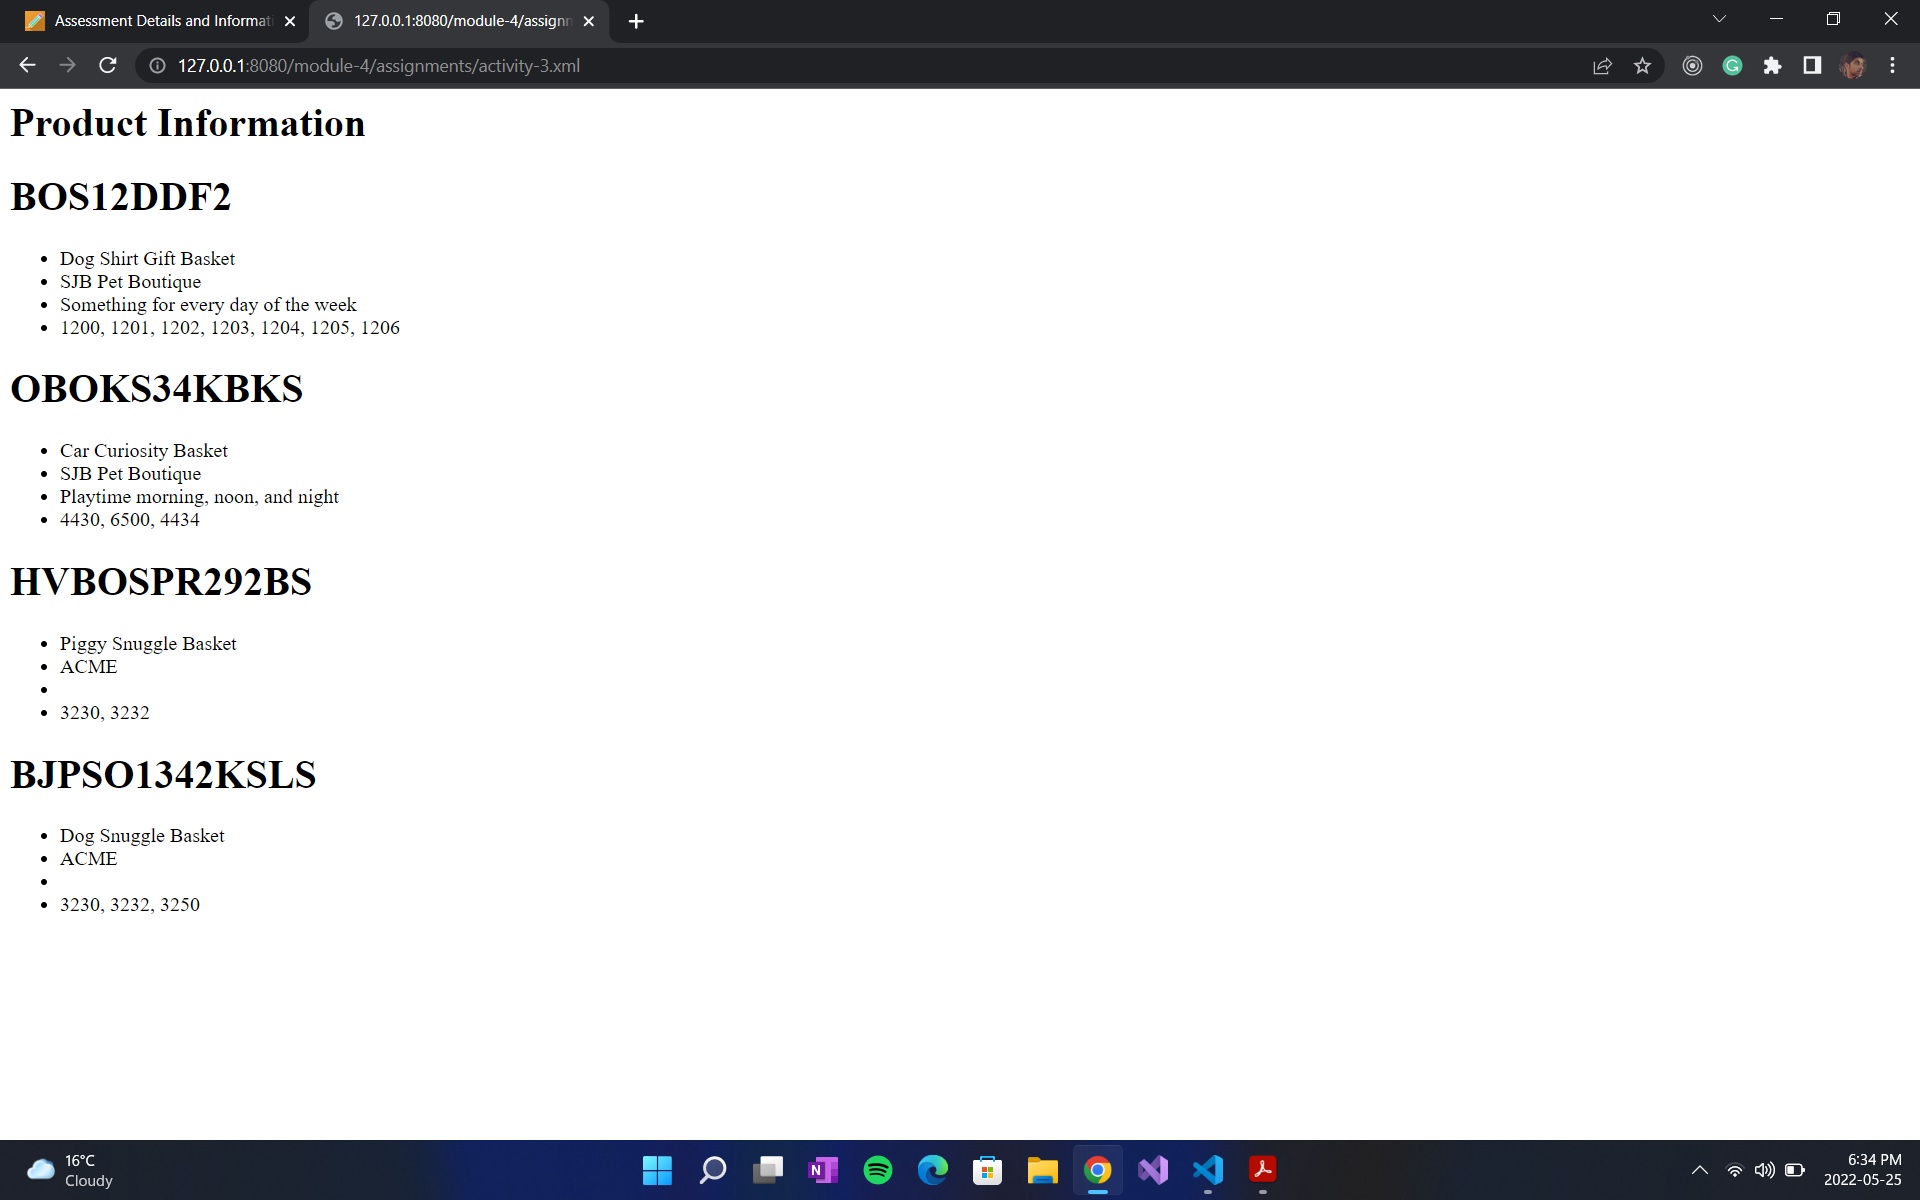 Assessment Details and Informati
127.0.0.1:8080/module-4/assignn
127.0.0.1:8080/module-4/assignments/activity-3.xml
Product Information
BOS12DDF2
Dog Shirt Gift Basket
SJB Pet Boutique
Something for every day of the week
1200, 1201, 1202, 1203, 1204, 1205, 1206
OBOKS34KBKS
Car Curiosity Basket
SJB Pet Boutique
Playtime morning, noon, and night
4430, 6500, 4434
HVBOSPR292BS
Piggy Snuggle Basket
ACME
3230, 3232
BJPSO1342KSLS
Dog Snuggle Basket
ACME
3230, 3232, 3250
16°C
Cloudy
6:34 PM
2022-05-25